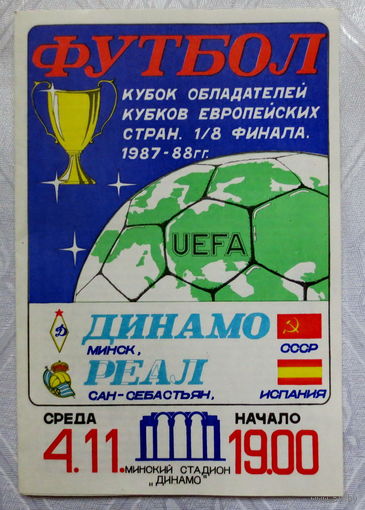 ФУТБОЛ
КУБОК ОБЛАДАТЕЛЕЙ
КУБКОВ ЕВРОПЕЙСКИХ
СТРАН. 1/8 ФИНАЛА.
1987-88гг.
UEFA
ДИНАМО
МИНСК,
СССР
РЕАЛ
САН-СЕБАСТЬЯН,
ИСПАНИЯ
СРЕДА
НАЧАЛО
4.11.
19.00
МИНСКИЙ СТАДИОН
„ДИНАМО"